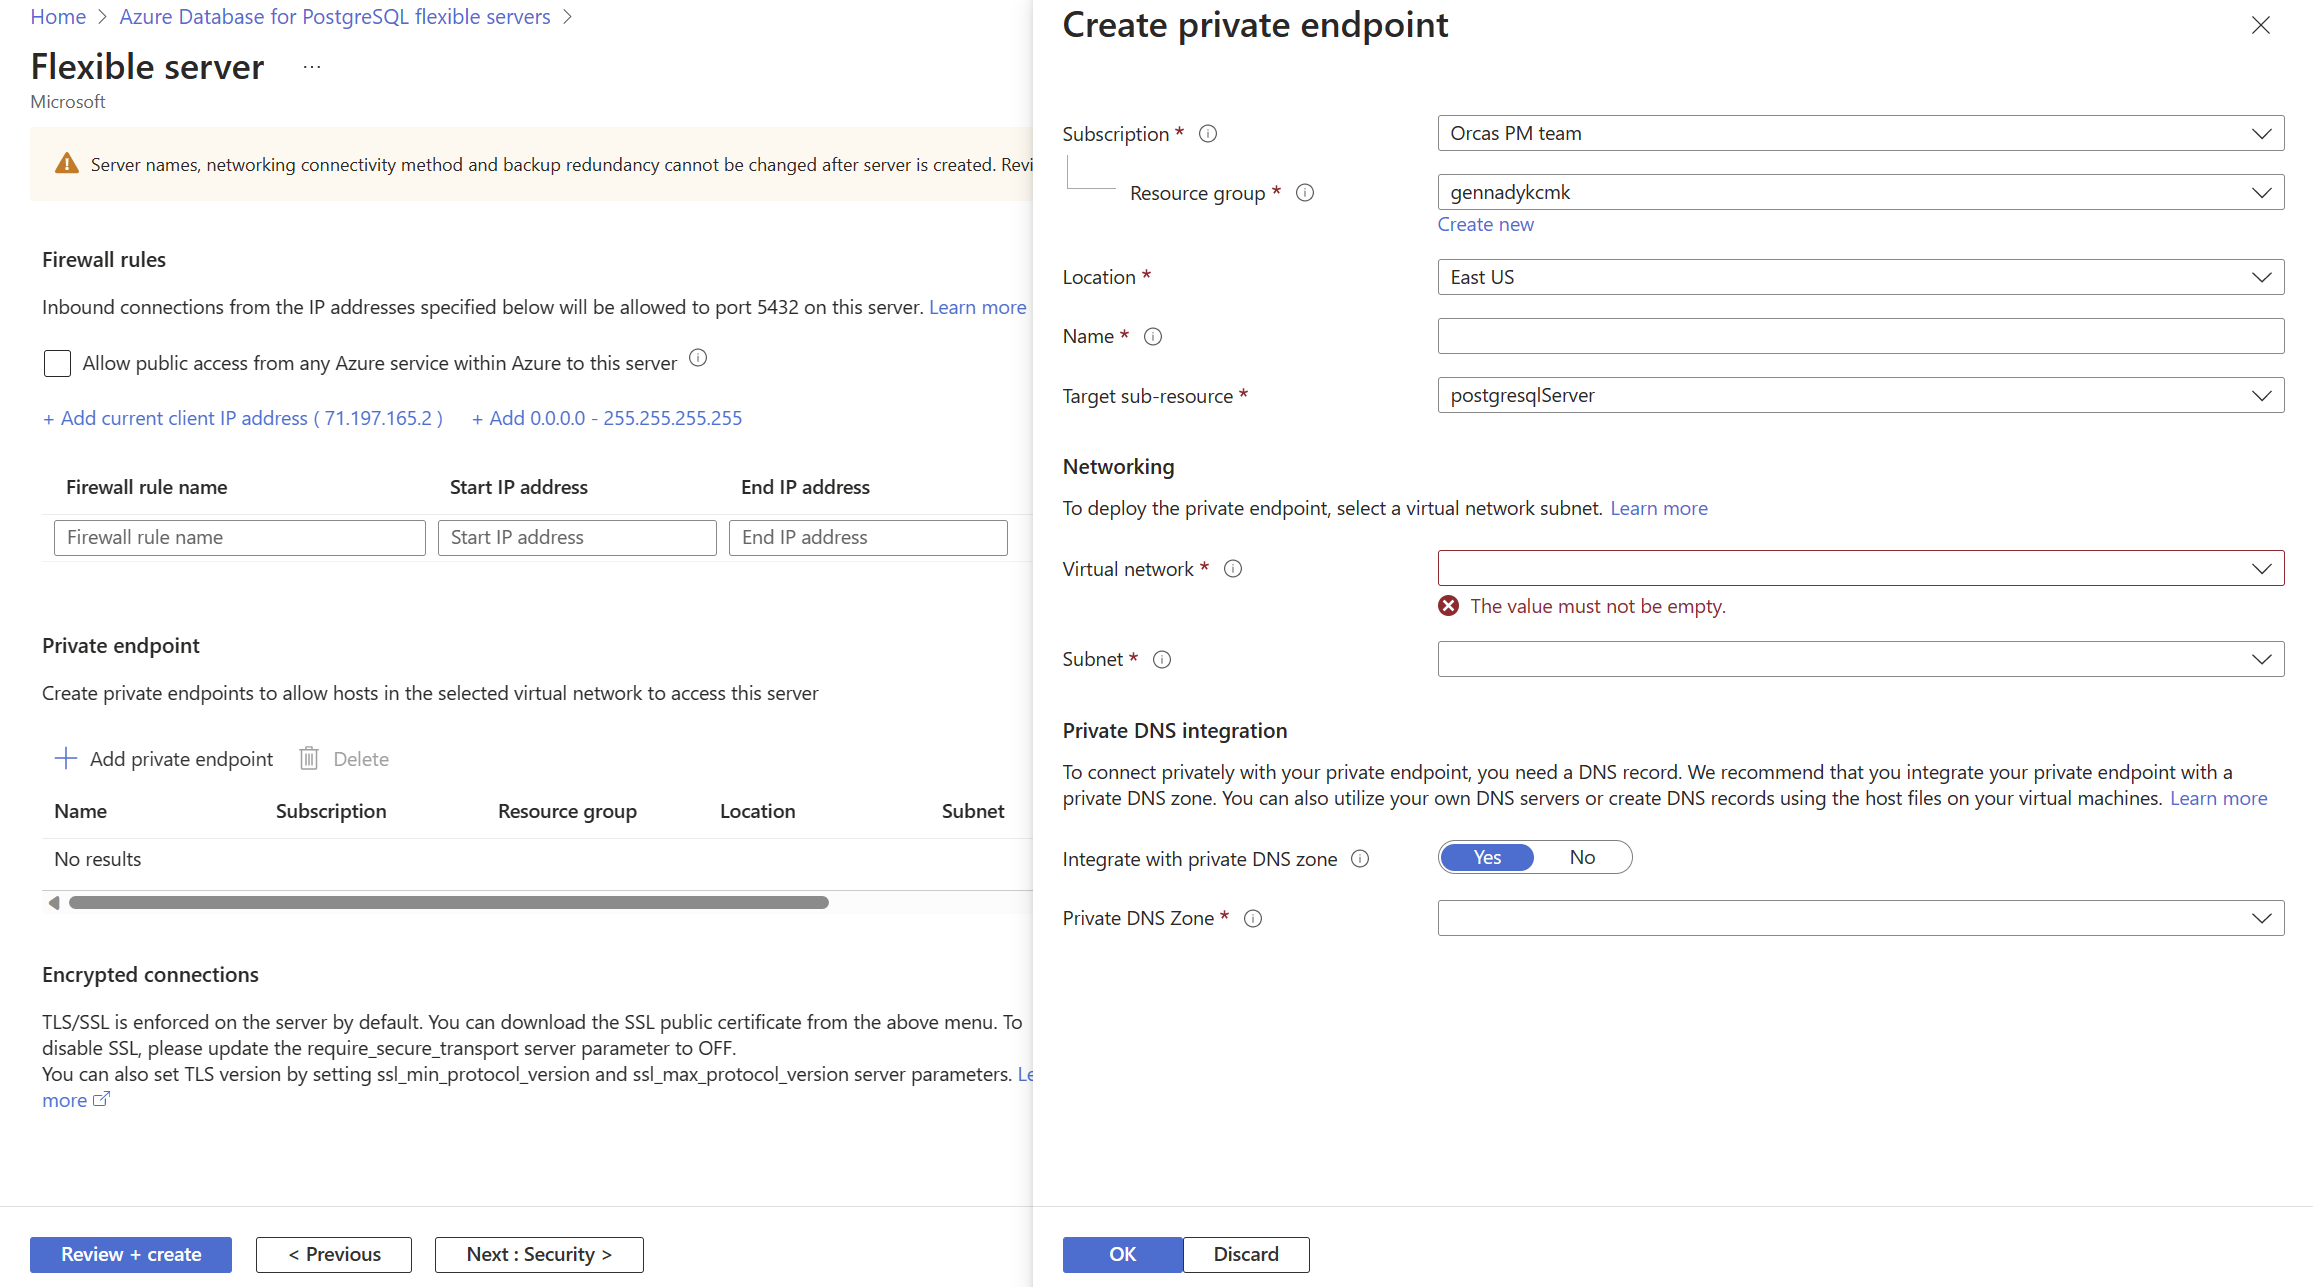 Home > Azure Database for PostgreSQL flexible servers >
Flexible server ...
Microsoft
Server names, networking connectivity method and backup redundancy cannot be changed after server is created. Revi
Firewall rules
Inbound connections from the IP addresses specified below will be allowed to port 5432 on this server. Learn more
Allow public access from any Azure service within Azure to this server
+ Add current client IP address ( 71.197.165.2 ) + Add 0.0.0.0 - 255.255.255.255
Firewall rule name Start IP address End IP address
Firewall rule name Start IP address End IP address
Private endpoint
Create private endpoints to allow hosts in the selected virtual network to access this server
+ Add private endpoint Delete
Name Subscription Resource group Location Subnet
No results
Encrypted connections
TLS/SSL is enforced on the server by default. You can download the SSL public certificate from the above menu. To
disable SSL, please update the require_secure_transport server parameter to OFF.
You can also set TLS version by setting ssl_min_protocol_version and ssl_max_protocol_version server parameters. Le
more
Review + create < Previous Next : Security >
Create private endpoint
Subscription * Orcas PM team
Resource group * gennadykcmk
Create new
Location * East US
Name *
Target sub-resource * postgresqlServer
Networking
To deploy the private endpoint, select a virtual network subnet. Learn more
Virtual network *
The value must not be empty.
Subnet *
Private DNS integration
To connect privately with your private endpoint, you need a DNS record. We recommend that you integrate your private endpoint with a
private DNS zone. You can also utilize your own DNS servers or create DNS records using the host files on your virtual machines. Learn more
Integrate with private DNS zone Yes No
Private DNS Zone *
OK Discard